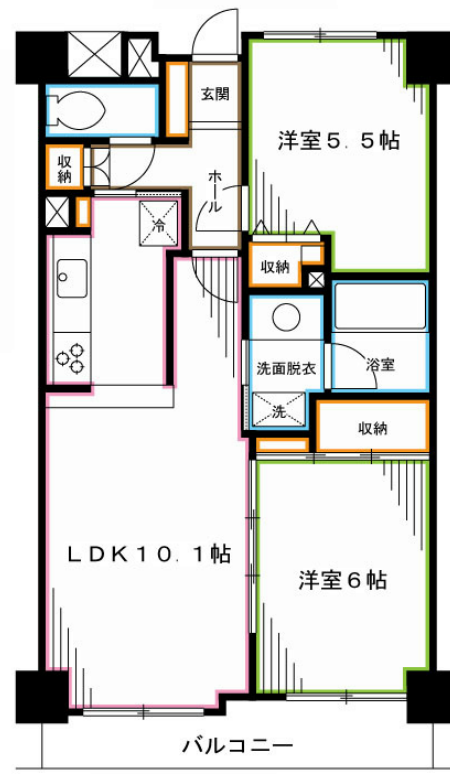 玄関
洋室5.5帖
収納
ホール
冷
収納
洗面脱衣
浴室
洗
収納
LDK10.1帖
洋室6帖
バルコニー